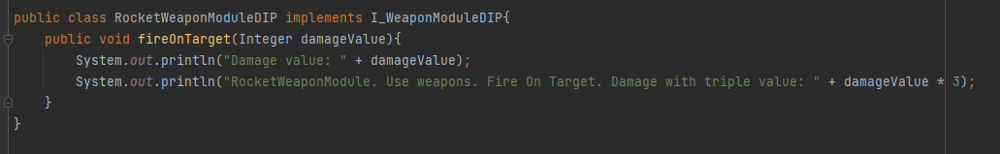 public class RocketWeaponModuleDIP implements I_WeaponModuleDIP{
    public void fireOnTarget(Integer damageValue){
        System.out.println("Damage value: " + damageValue);
        System.out.println("RocketWeaponModule. Use weapons. Fire On Target. Damage with triple value: " + damageValue * 3);
    }
}